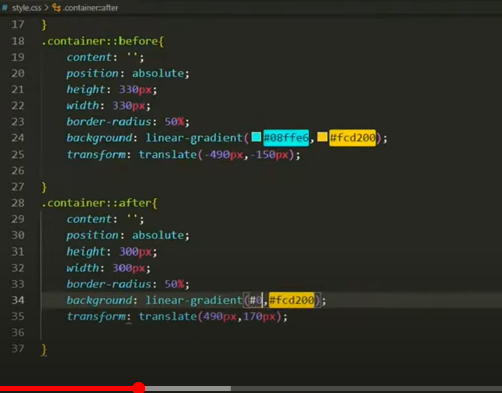 # style.css > .container::after
17 }
18 .container::before{
19 content: '';
20 position: absolute;
21 height: 330px;
22 width: 330px;
23 border-radius: 50%;
24 background: linear-gradient(#08ffe6,#fcd200);
25 transform: translate(-490px,-150px);
26
27 }
28 .container::after{
29 content: '';
30 position: absolute;
31 height: 300px;
32 width: 300px;
33 border-radius: 50%;
34 background: linear-gradient(#0,#fcd200);
35 transform: translate(490px,170px);
36
37 }